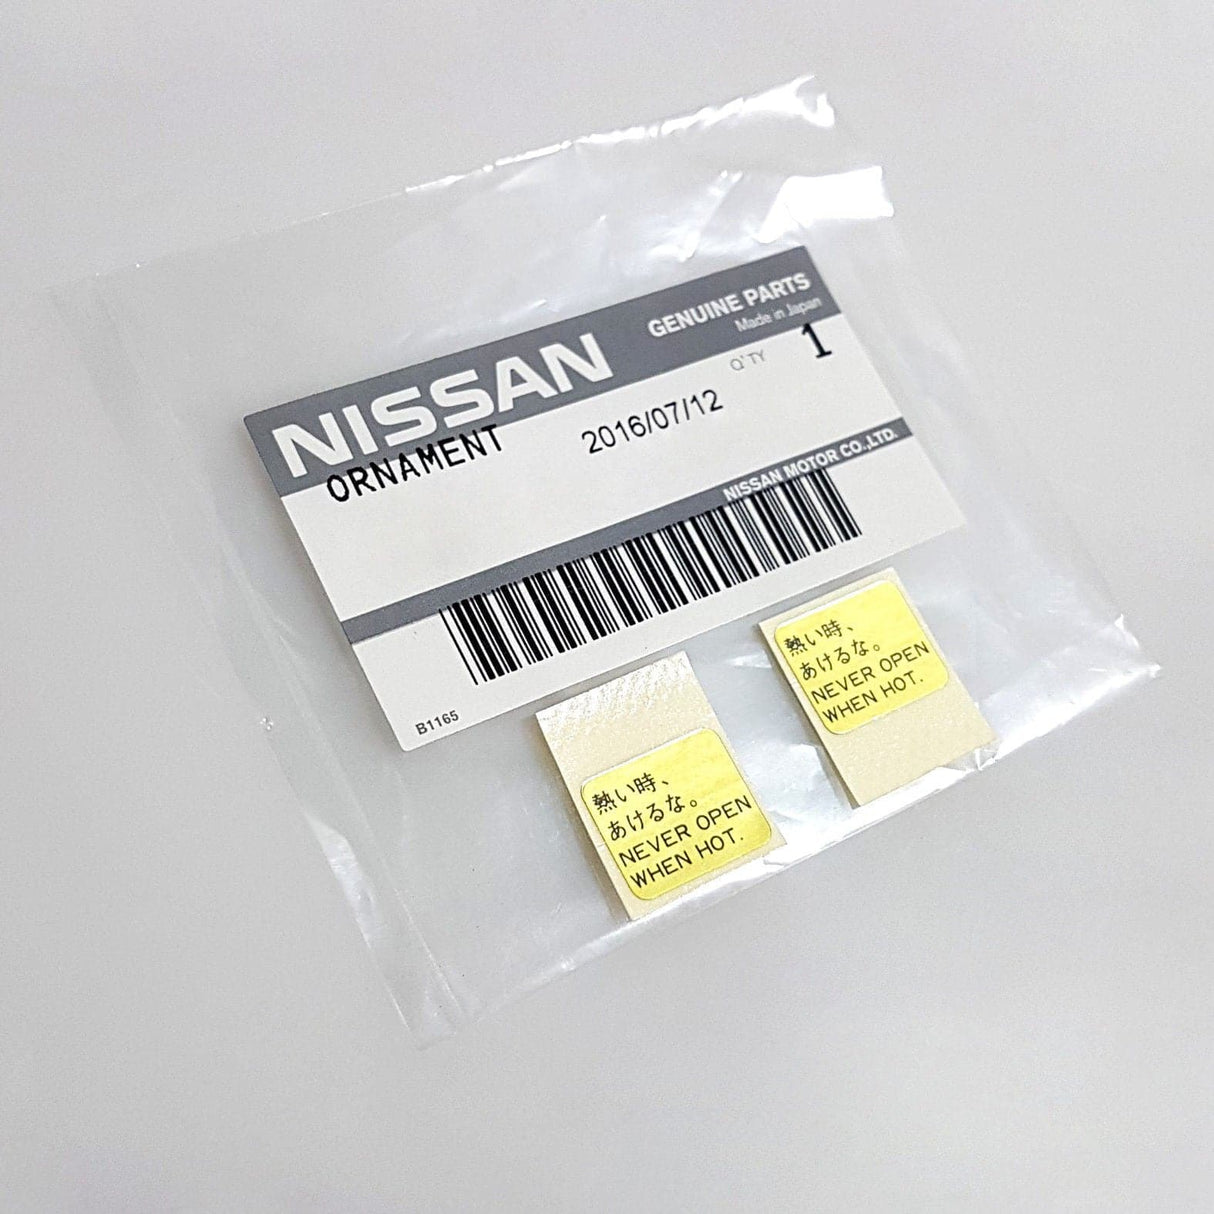 NISSAN
GENUINE PARTS
Made in Japan
ORNAMENT
2016/07/12
Q'TY
1
NISSAN MOTOR CO.,LTD.
B1165
熱い時、
あけるな。
NEVER OPEN
WHEN HOT.
熱い時、
あけるな。
NEVER OPEN
WHEN HOT.